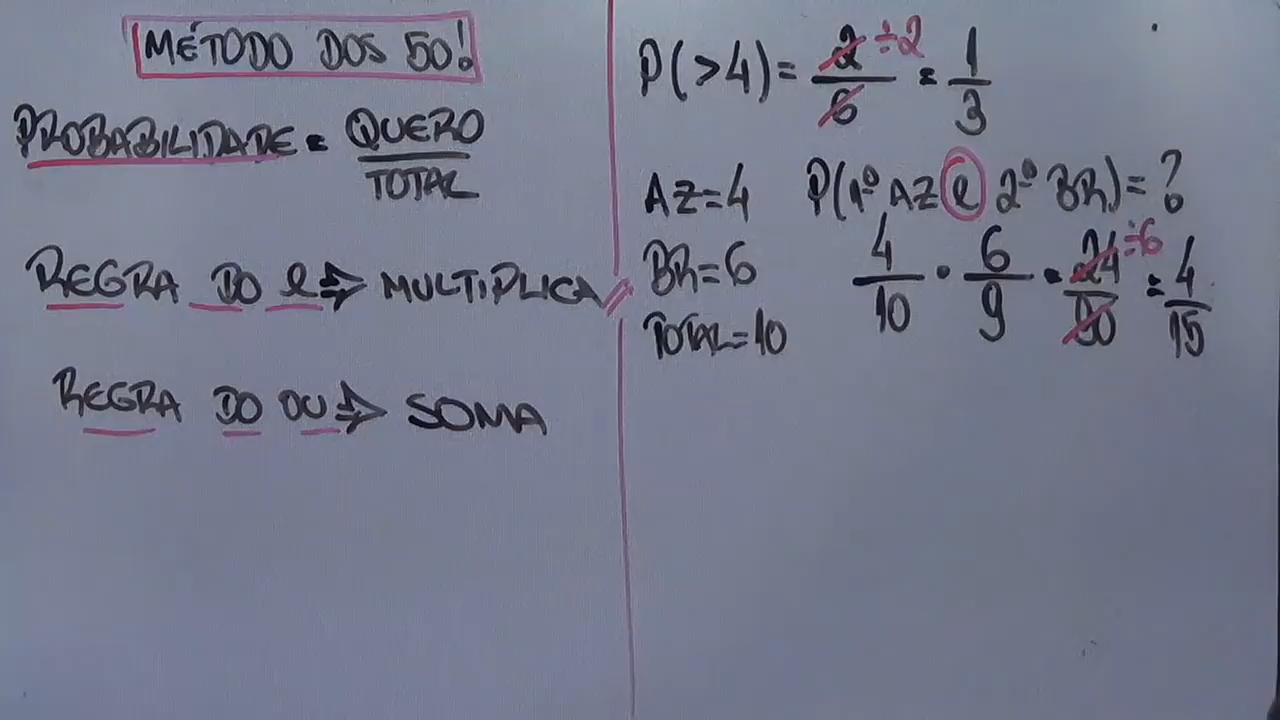 MÉTODO DOS 50!
PROBABILIDADE = QUERO / TOTAL
REGRA DO e ⇒ MULTIPLICA
REGRA DO OU ⇒ SOMA
P(>4) = 2/6 ÷2 = 1/3
AZ=4
BR=6
TOTAL=10
P(1º AZ e 2º BR) = ?
4/10 · 6/9 = 24/90 ÷6 = 4/15